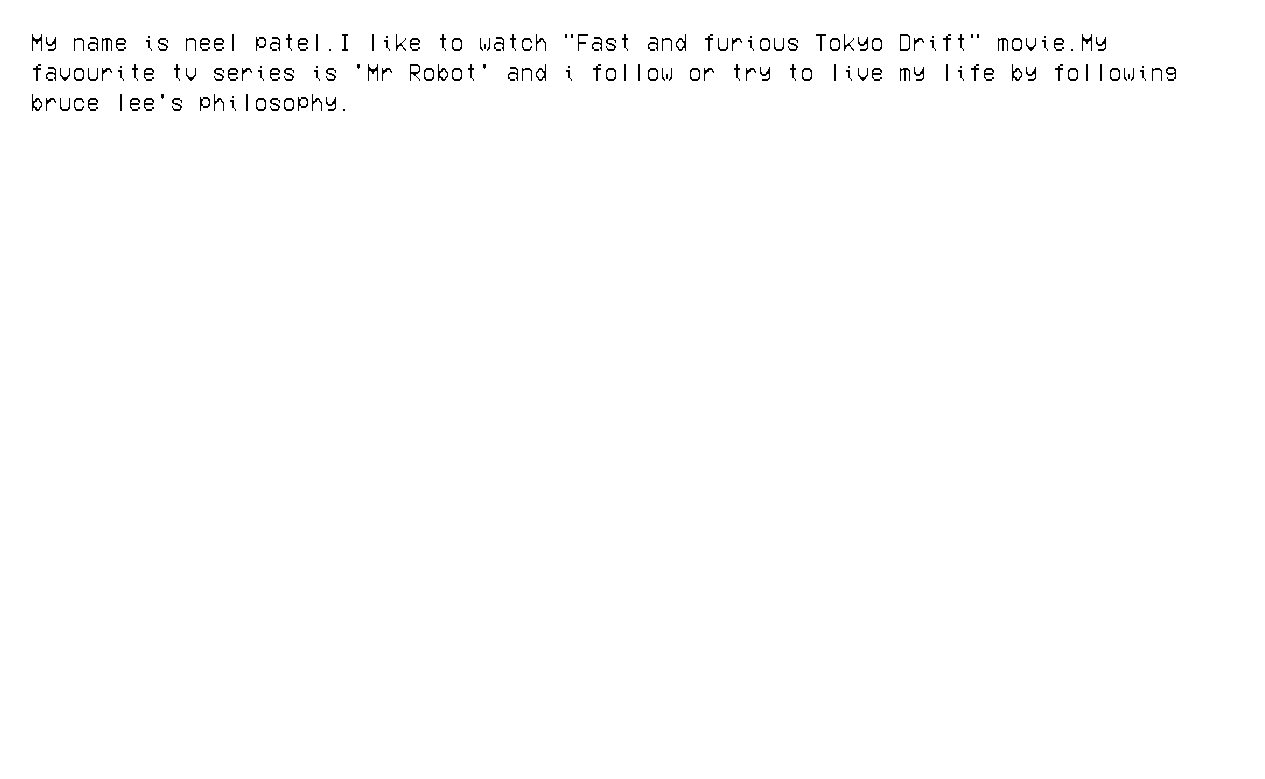 My name is neel patel.I like to watch "Fast and furious Tokyo Drift" movie.My
favourite tv series is 'Mr Robot' and i follow or try to live my life by following
bruce lee's philosophy.